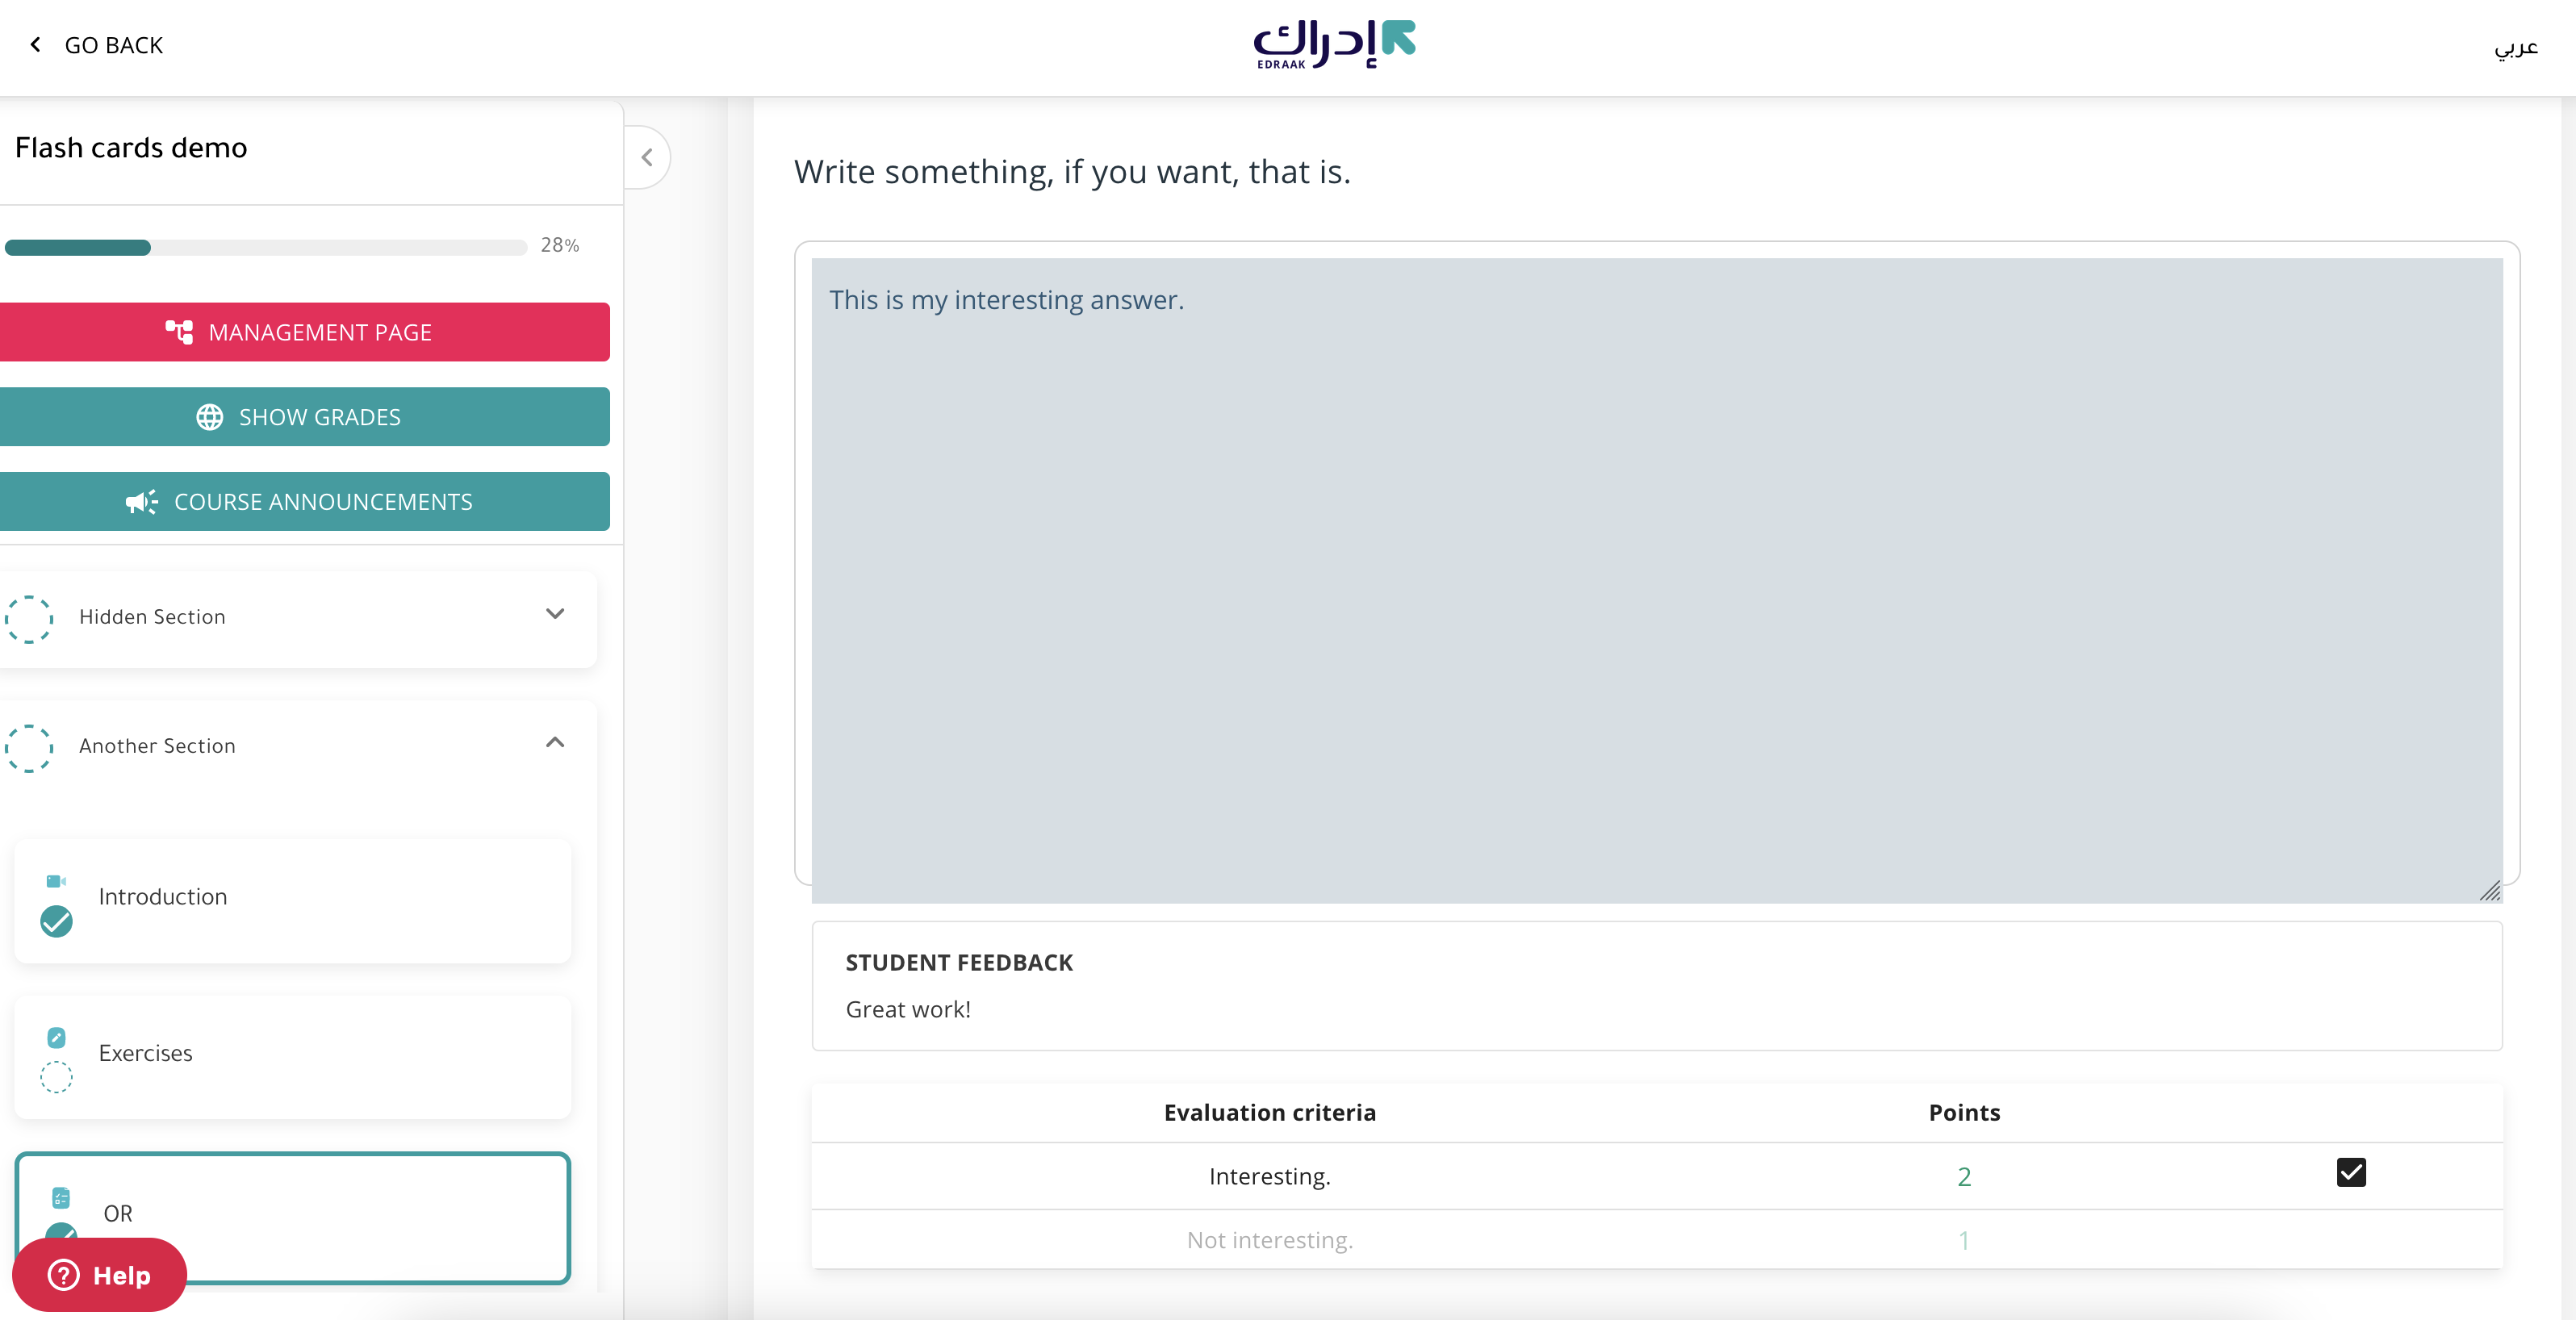 GO BACK
إدراك
EDRAAK
عربي
Flash cards demo
28%
MANAGEMENT PAGE
SHOW GRADES
COURSE ANNOUNCEMENTS
Hidden Section
Another Section
Introduction
Exercises
OR
Help
Write something, if you want, that is.
This is my interesting answer.
STUDENT FEEDBACK
Great work!
Evaluation criteria Points
Interesting. 2
Not interesting. 1